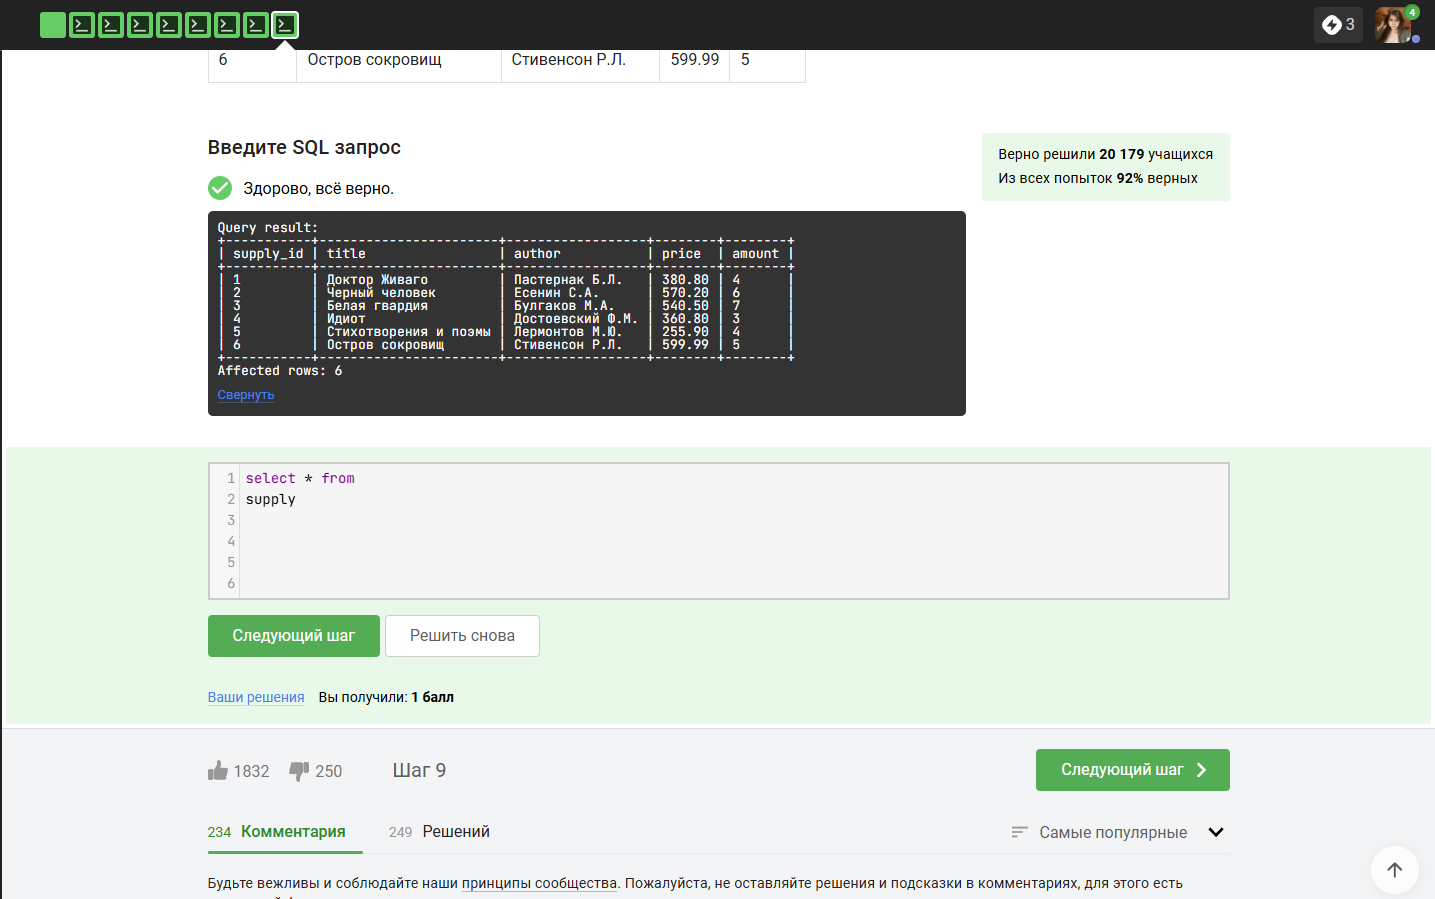 3
4
6 Остров сокровищ Стивенсон Р.Л. 599.99 5
Введите SQL запрос
Верно решили 20 179 учащихся
Из всех попыток 92% верных
Здорово, всё верно.
Query result:
+-----------+-----------------------+------------------+--------+--------+
| supply_id | title                 | author           | price  | amount |
+-----------+-----------------------+------------------+--------+--------+
| 1         | Доктор Живаго         | Пастернак Б.Л.   | 380.80 | 4      |
| 2         | Черный человек        | Есенин С.А.      | 570.20 | 6      |
| 3         | Белая гвардия         | Булгаков М.А.    | 540.50 | 7      |
| 4         | Идиот                 | Достоевский Ф.М. | 360.80 | 3      |
| 5         | Стихотворения и поэмы | Лермонтов М.Ю.   | 255.90 | 4      |
| 6         | Остров сокровищ       | Стивенсон Р.Л.   | 599.99 | 5      |
+-----------+-----------------------+------------------+--------+--------+
Affected rows: 6
Свернуть
1 select * from
2 supply
3
4
5
6
Следующий шаг Решить снова
Ваши решения Вы получили: 1 балл
1832 250 Шаг 9 Следующий шаг
234 Комментария 249 Решений Самые популярные
Будьте вежливы и соблюдайте наши принципы сообщества. Пожалуйста, не оставляйте решения и подсказки в комментариях, для этого есть